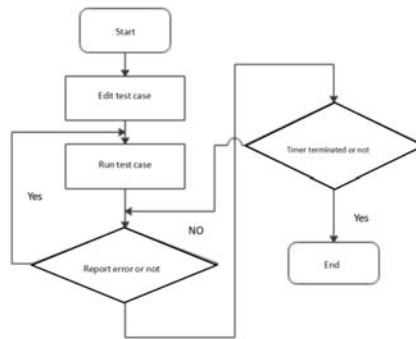 Start
Edit test case
Run test case
Yes
NO
Report error or not
Timer terminated or not
Yes
End